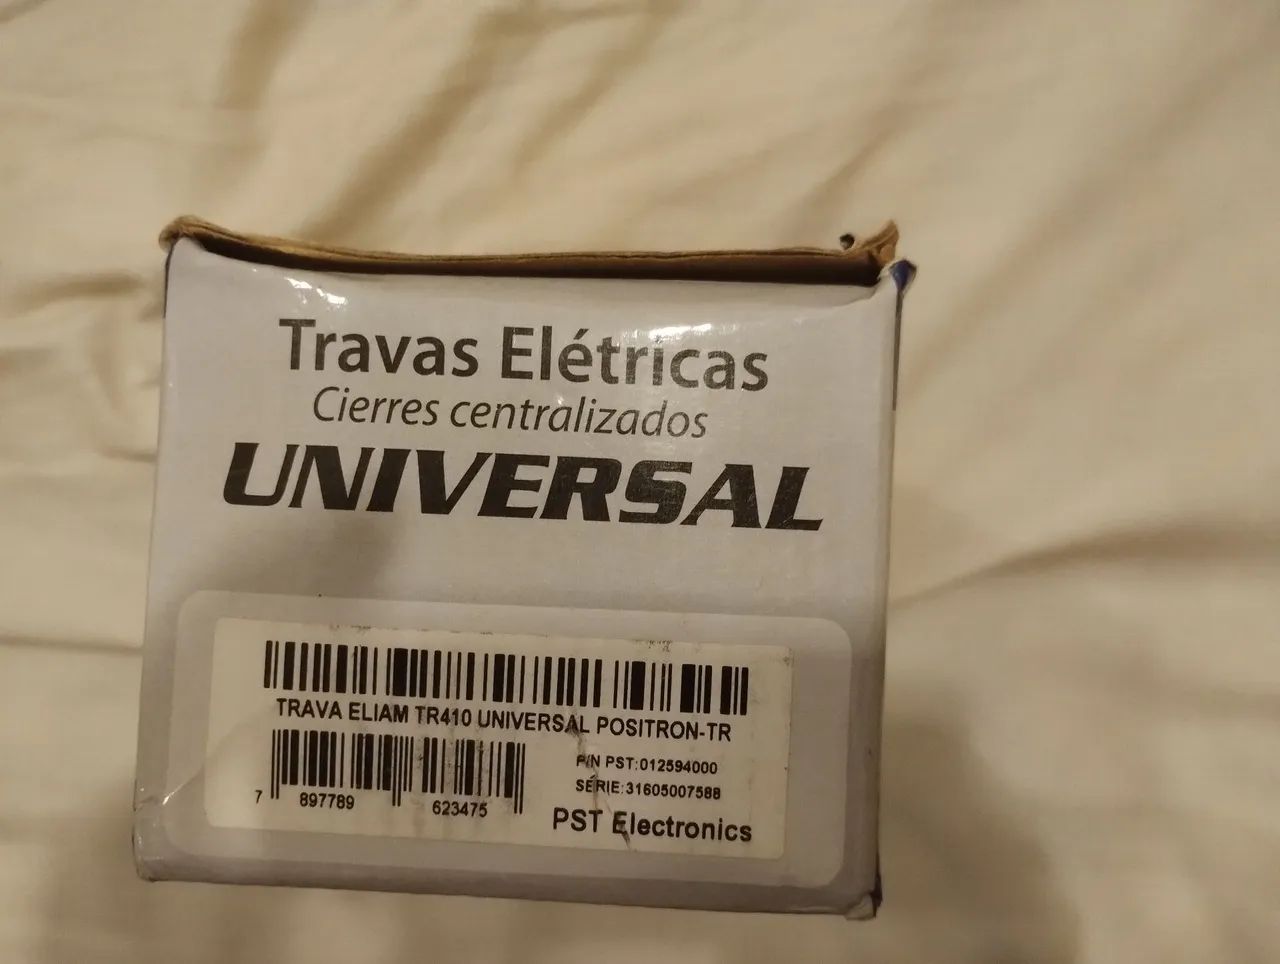 Travas Elétricas
Cierres centralizados
UNIVERSAL
TRAVA ELIAM TR410 UNIVERSAL POSITRON-TR
P/N PST:012594000
SÉRIE:31605007588
7 897789 623475
PST Electronics